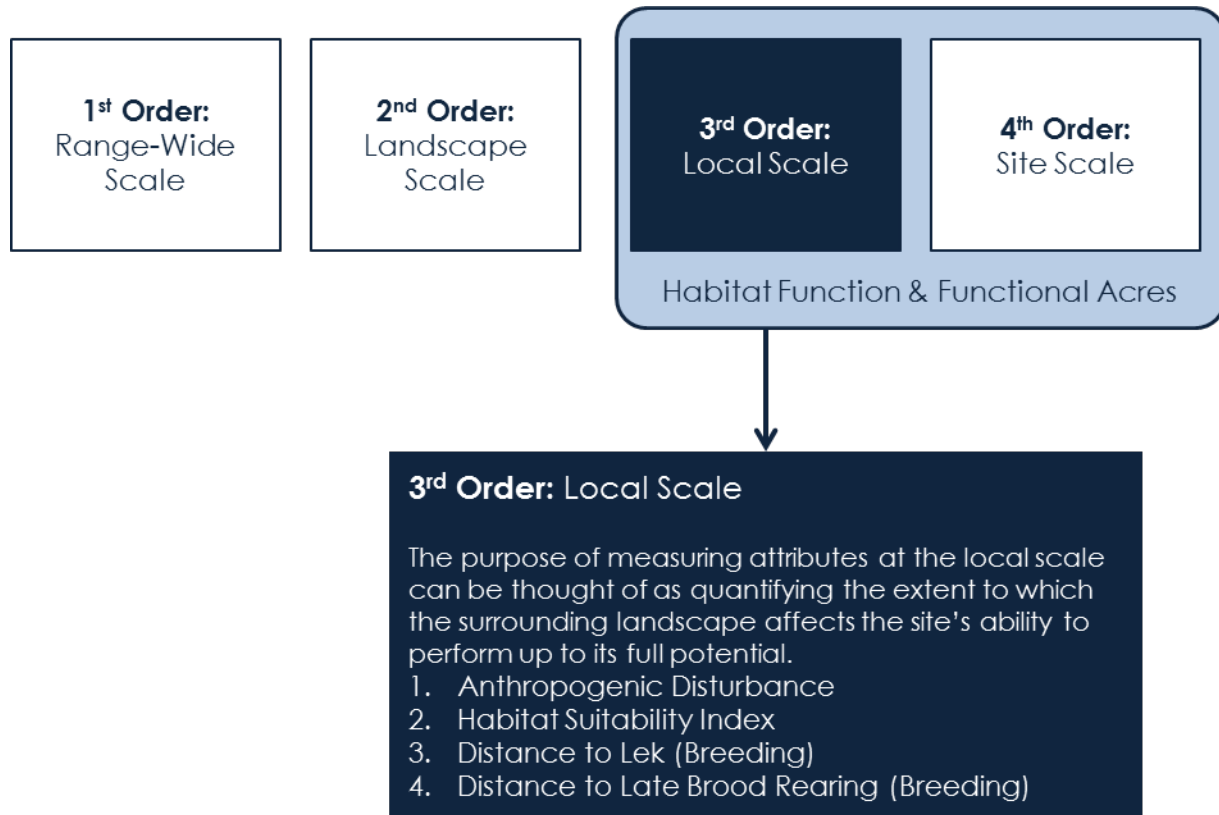 1st Order:
Range-Wide
Scale
2nd Order:
Landscape
Scale
3rd Order:
Local Scale
4th Order:
Site Scale
Habitat Function & Functional Acres
3rd Order: Local Scale
The purpose of measuring attributes at the local scale
can be thought of as quantifying the extent to which
the surrounding landscape affects the site's ability to
perform up to its full potential.
1. Anthropogenic Disturbance
2. Habitat Suitability Index
3. Distance to Lek (Breeding)
4. Distance to Late Brood Rearing (Breeding)